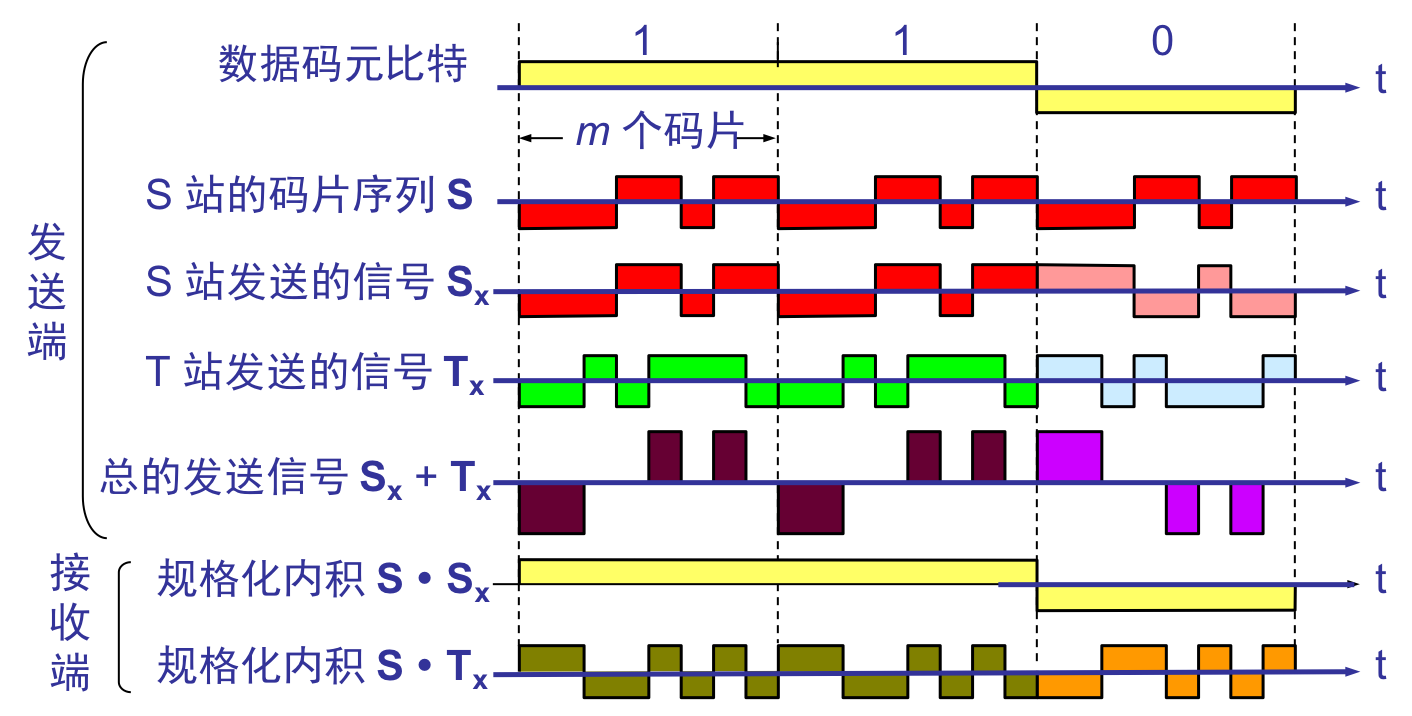 1 1 0
数据码元比特 t
m 个码片
S 站的码片序列 S t
发送端
S 站发送的信号 Sx t
T 站发送的信号 Tx t
总的发送信号 Sx + Tx t
接收端
规格化内积 S • Sx t
规格化内积 S • Tx t